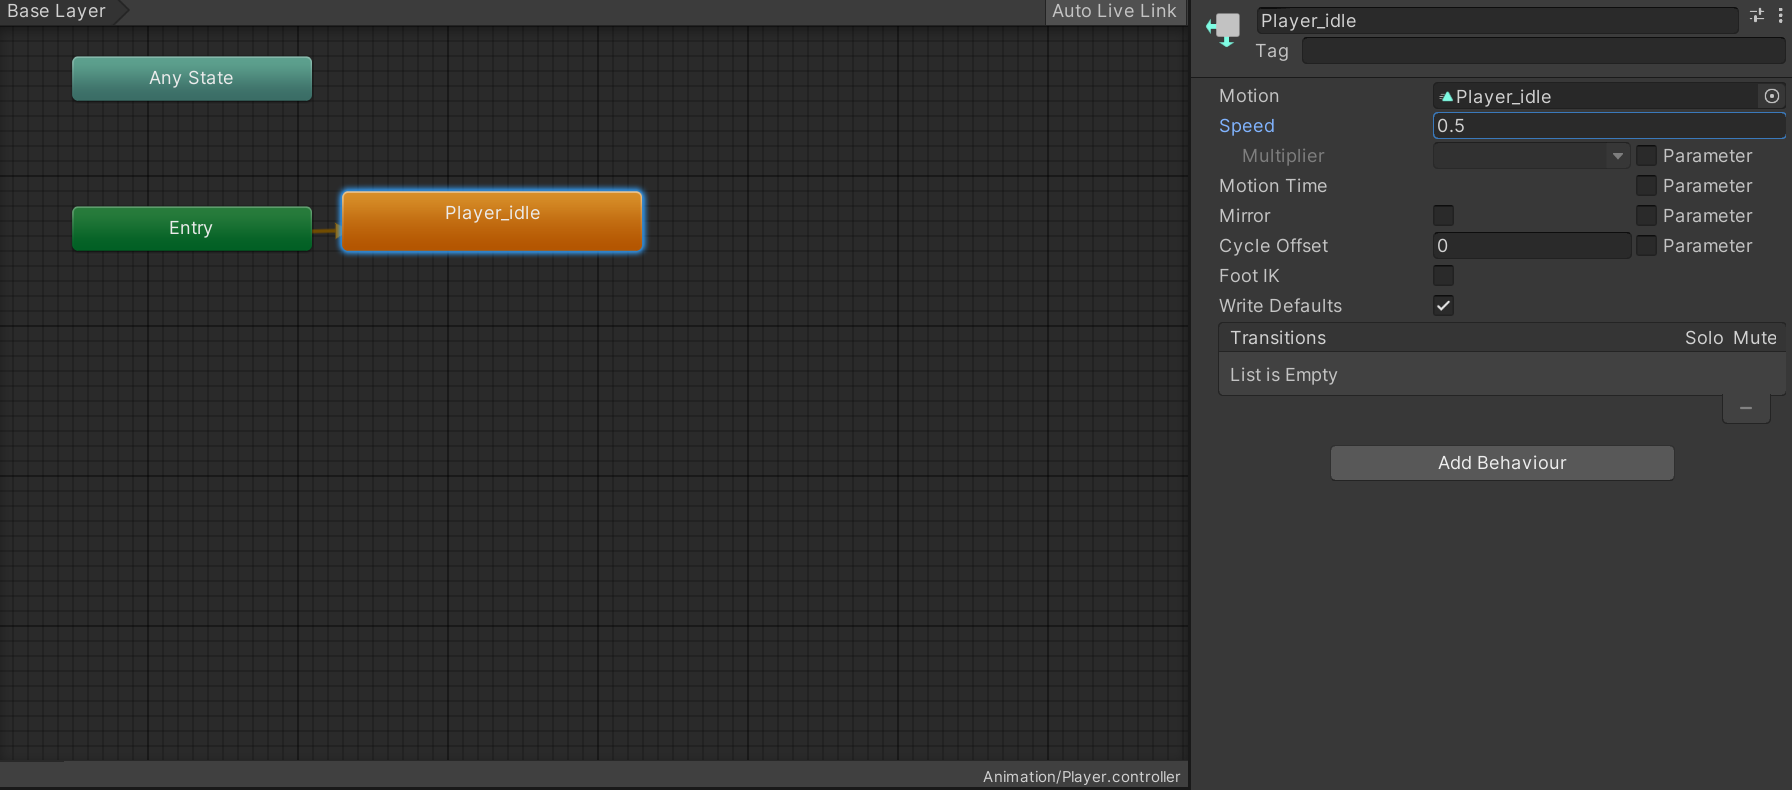 Base Layer
Auto Live Link
Any State
Entry
Player_idle
Animation/Player.controller
Player_idle
Tag
Motion Player_idle
Speed 0.5
Multiplier Parameter
Motion Time Parameter
Mirror Parameter
Cycle Offset 0 Parameter
Foot IK
Write Defaults
Transitions Solo Mute
List is Empty
Add Behaviour